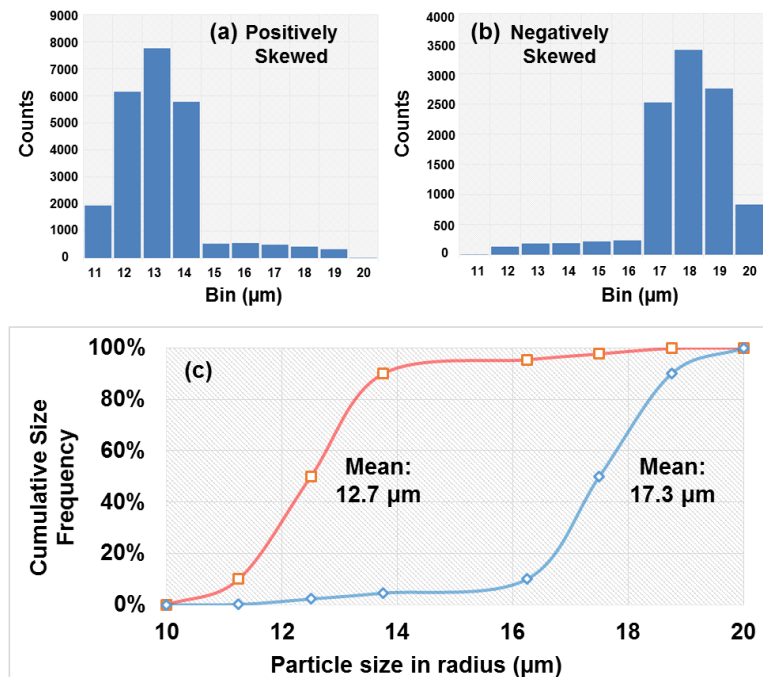 9000
8000
7000
6000
5000
4000
3000
2000
1000
0
Counts
(a) Positively
Skewed
11 12 13 14 15 16 17 18 19 20
Bin (µm)
4000
3500
3000
2500
2000
1500
1000
500
0
Counts
(b) Negatively
Skewed
11 12 13 14 15 16 17 18 19 20
Bin (µm)
100%
80%
60%
40%
20%
0%
Cumulative Size
Frequency
(c)
Mean:
12.7 µm
Mean:
17.3 µm
10 12 14 16 18 20
Particle size in radius (µm)